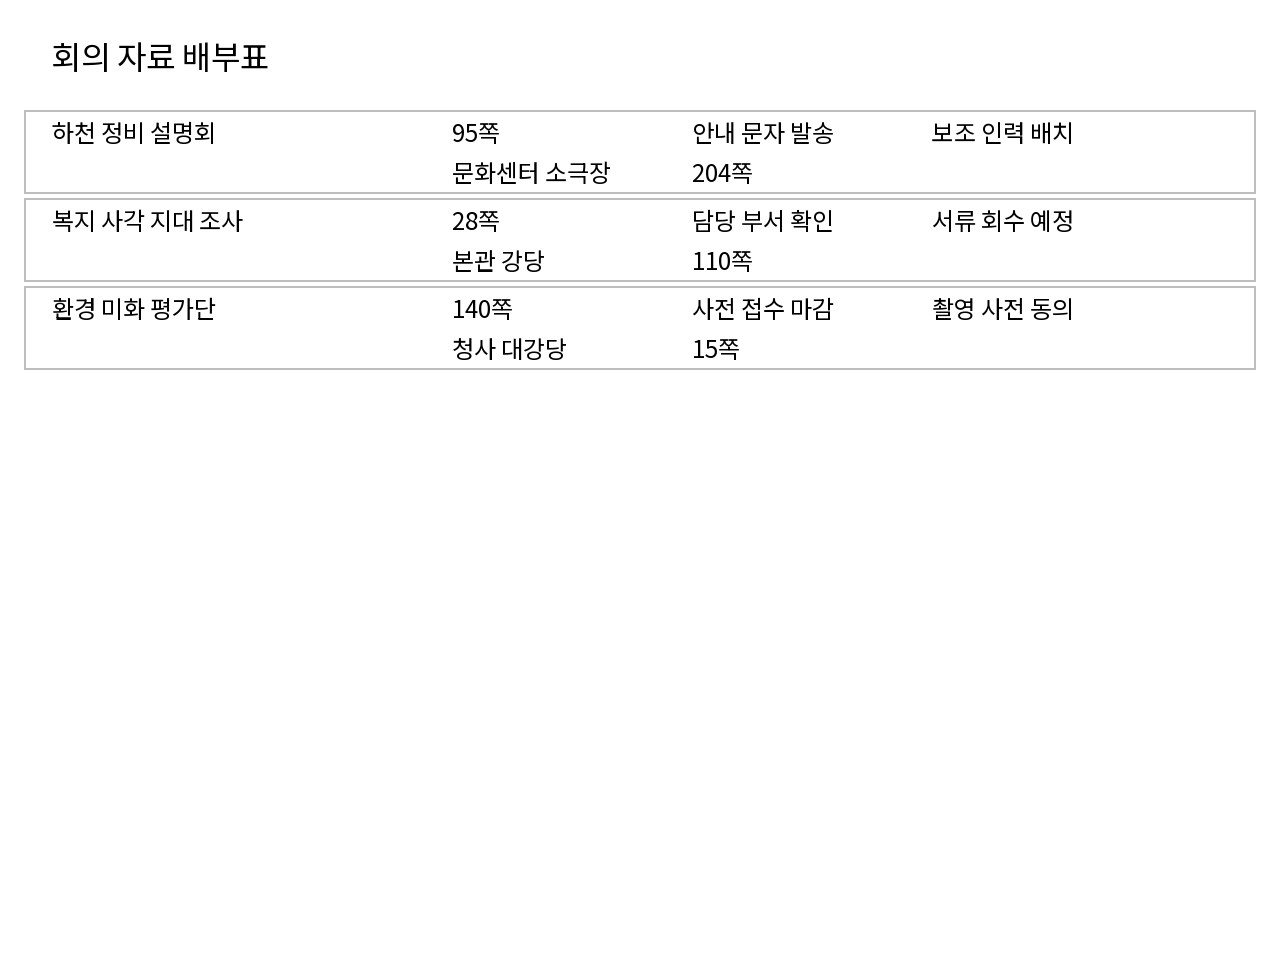 회의 자료 배부표
하천 정비 설명회 95쪽 안내 문자 발송 보조 인력 배치
문화센터 소극장 204쪽
복지 사각 지대 조사 28쪽 담당 부서 확인 서류 회수 예정
본관 강당 110쪽
환경 미화 평가단 140쪽 사전 접수 마감 촬영 사전 동의
청사 대강당 15쪽